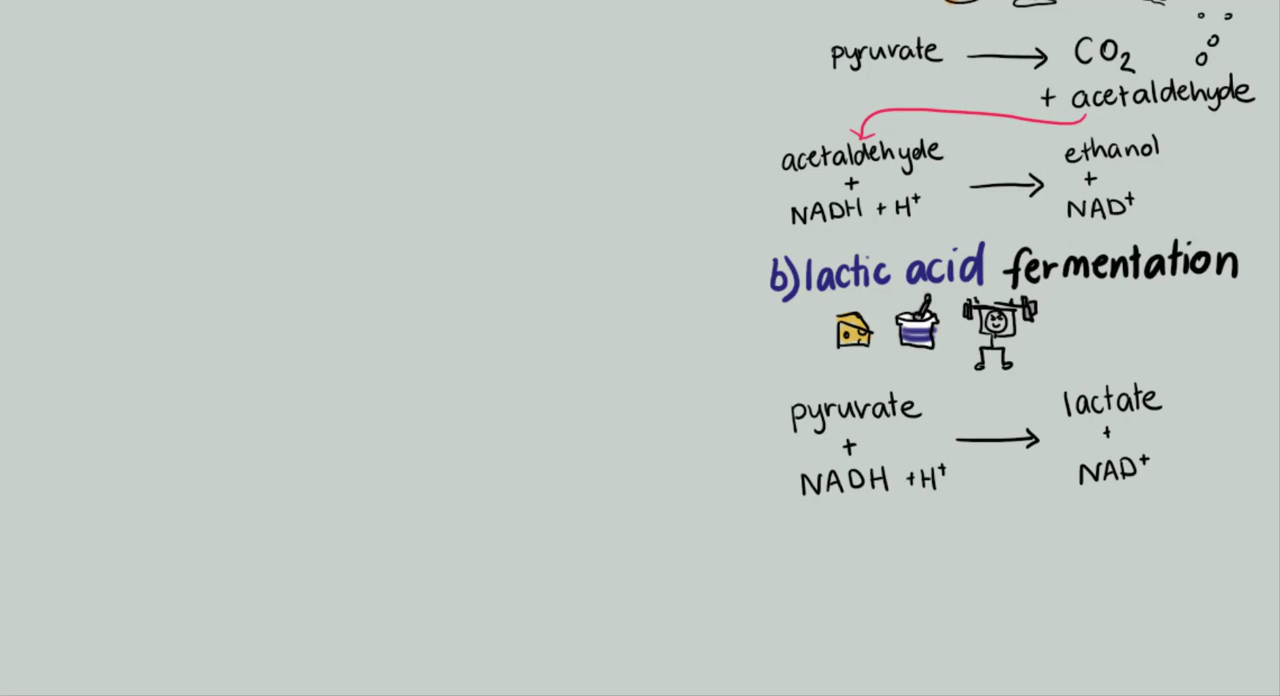 pyruvate → CO₂
+ acetaldehyde
acetaldehyde → ethanol
+ +
NADH + H⁺ NAD⁺
b) lactic acid fermentation
pyruvate → lactate
+ +
NADH + H⁺ NAD⁺